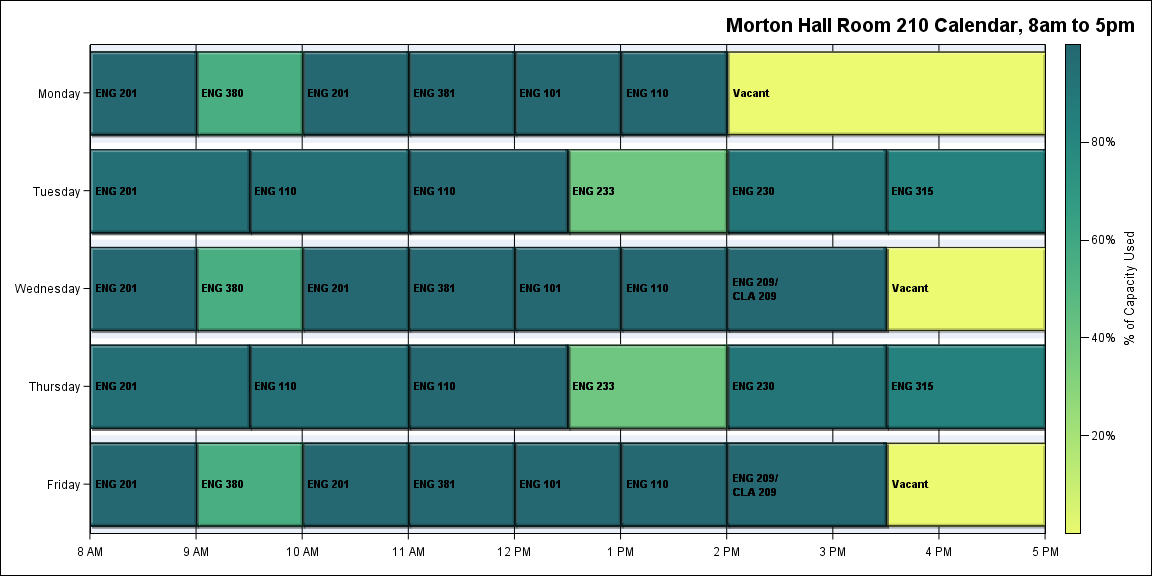 Morton Hall Room 210 Calendar, 8am to 5pm
Monday
ENG 201
ENG 380
ENG 201
ENG 381
ENG 101
ENG 110
Vacant
Tuesday
ENG 201
ENG 110
ENG 110
ENG 233
ENG 230
ENG 315
Wednesday
ENG 201
ENG 380
ENG 201
ENG 381
ENG 101
ENG 110
ENG 209/
CLA 209
Vacant
Thursday
ENG 201
ENG 110
ENG 110
ENG 233
ENG 230
ENG 315
Friday
ENG 201
ENG 380
ENG 201
ENG 381
ENG 101
ENG 110
ENG 209/
CLA 209
Vacant
8 AM
9 AM
10 AM
11 AM
12 PM
1 PM
2 PM
3 PM
4 PM
5 PM
80%
60%
40%
20%
% of Capacity Used